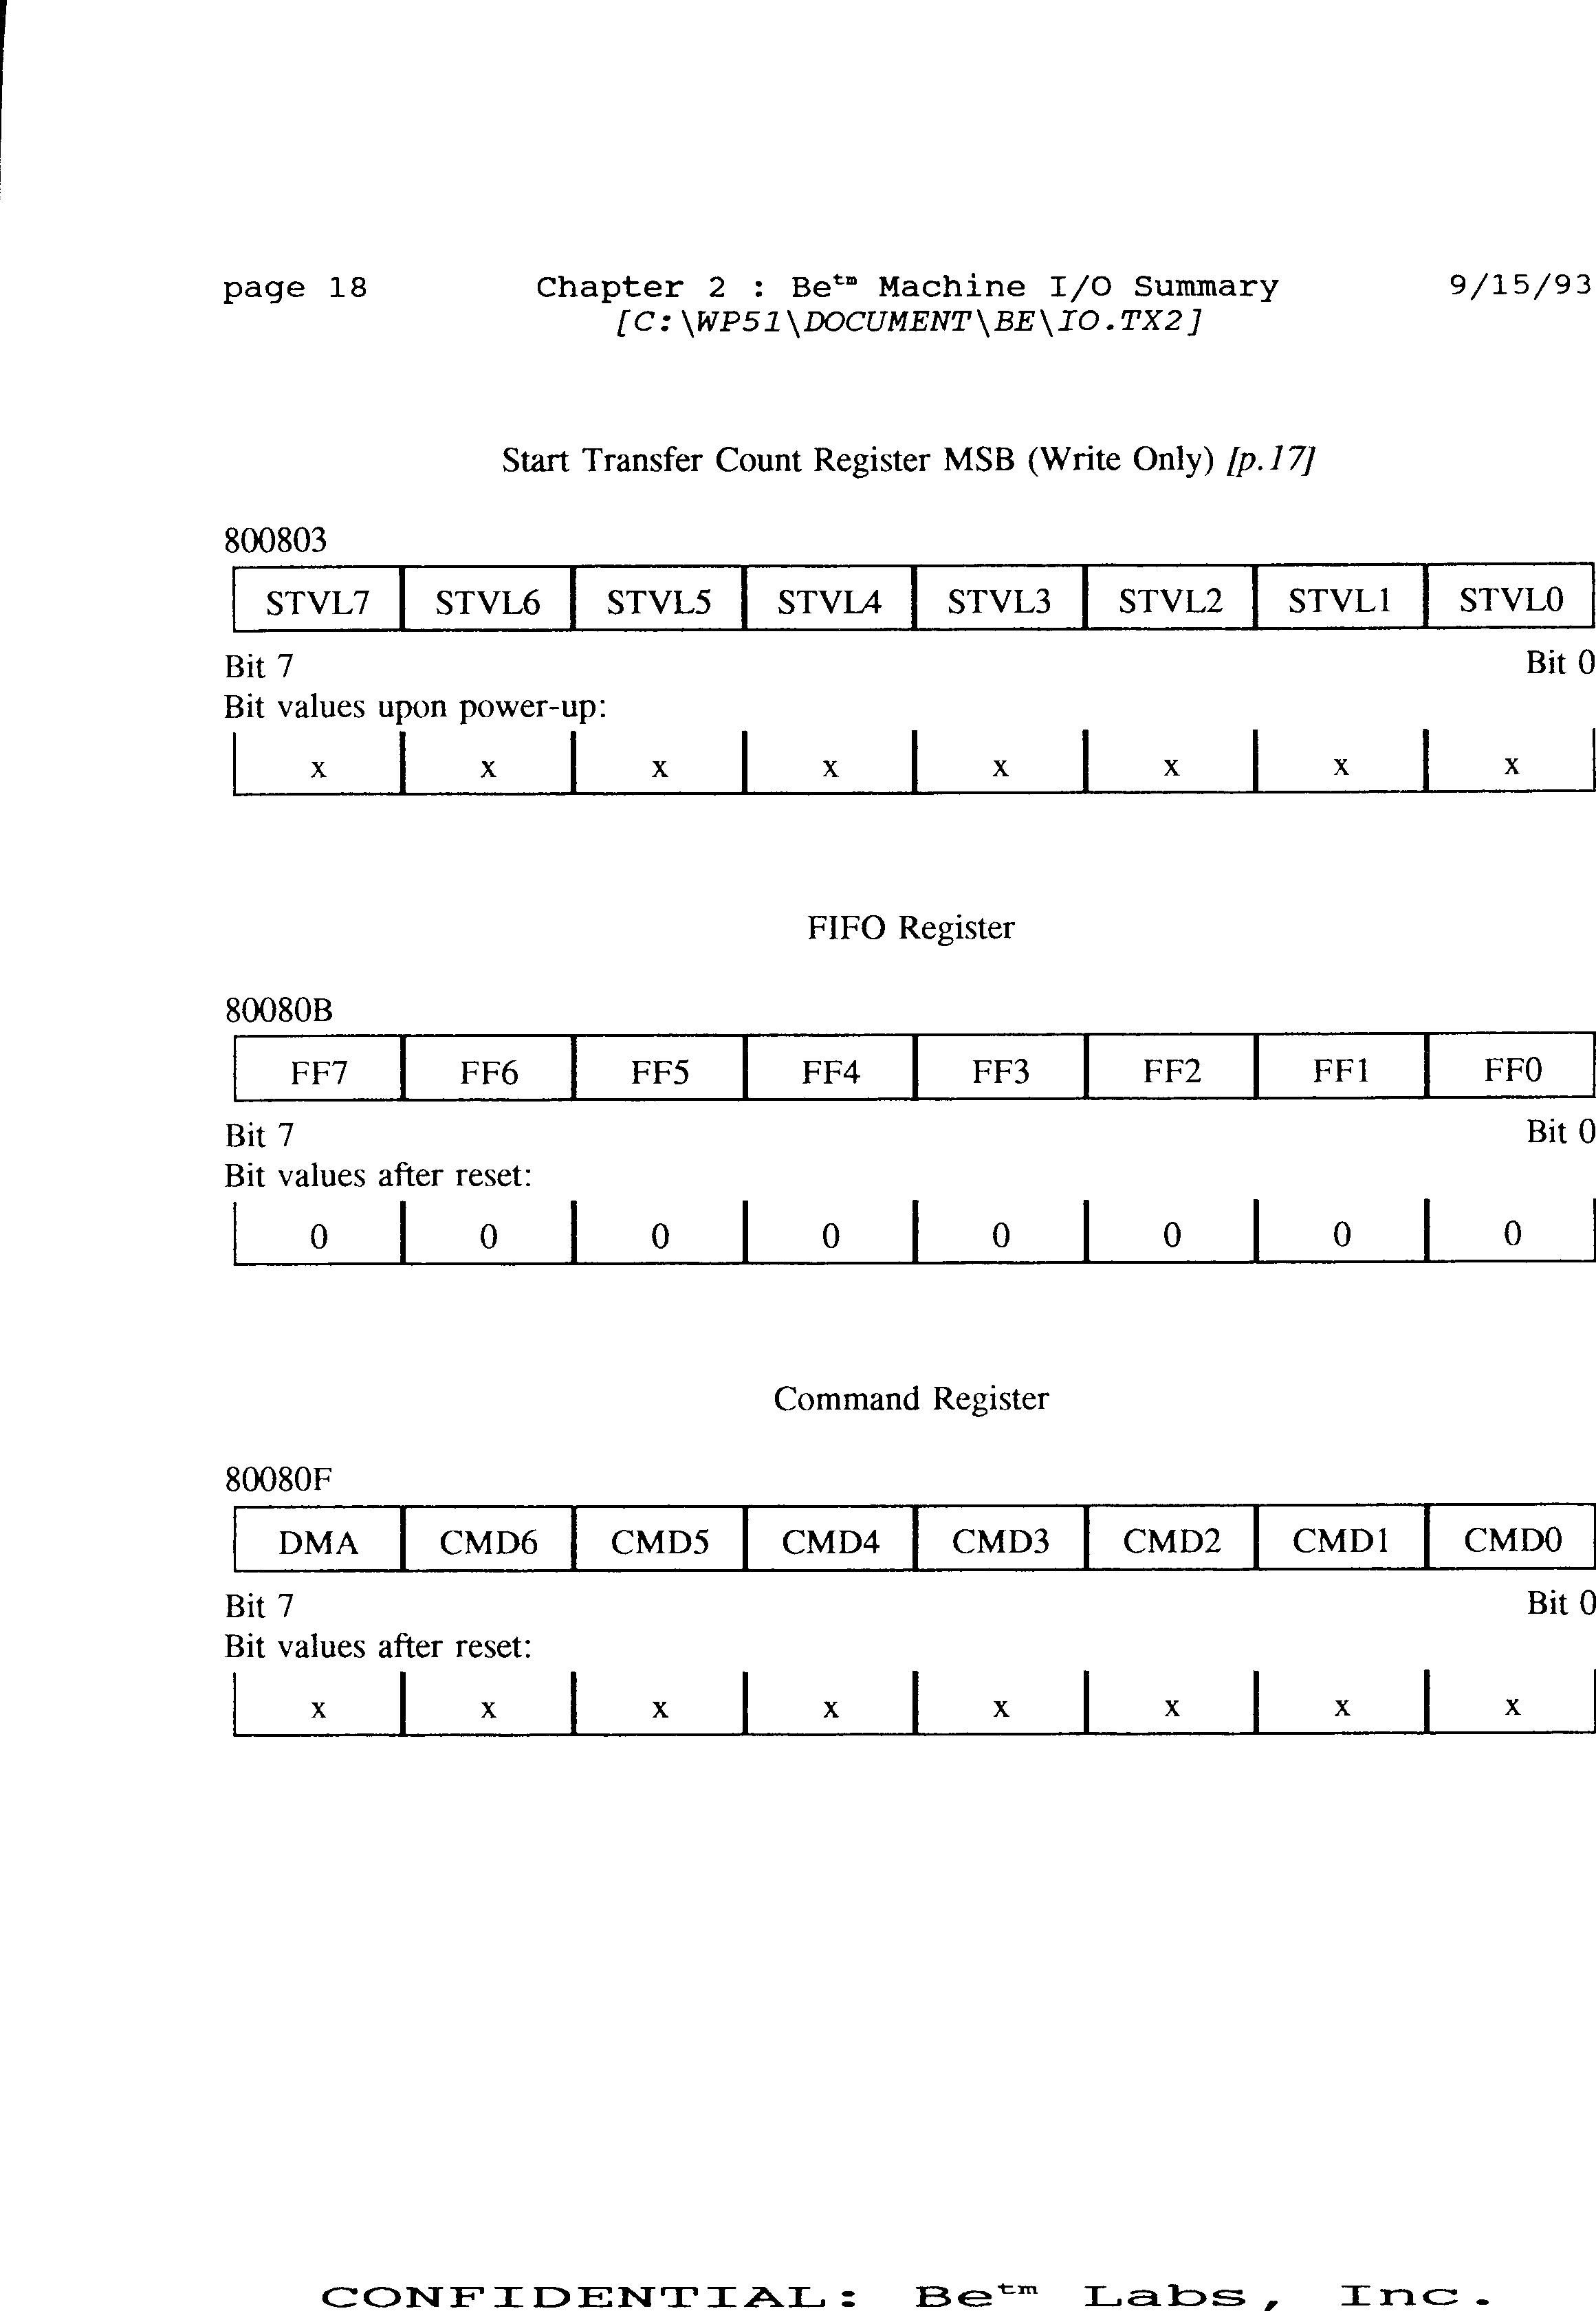 page 18 Chapter 2 : Be™ Machine I/O Summary 9/15/93
[C:\WP51\DOCUMENT\BE\IO.TX2]
Start Transfer Count Register MSB (Write Only) [p.17]
800803
STVL7 STVL6 STVL5 STVL4 STVL3 STVL2 STVL1 STVL0
Bit 7 Bit 0
Bit values upon power-up:
x x x x x x x x
FIFO Register
80080B
FF7 FF6 FF5 FF4 FF3 FF2 FF1 FF0
Bit 7 Bit 0
Bit values after reset:
0 0 0 0 0 0 0 0
Command Register
80080F
DMA CMD6 CMD5 CMD4 CMD3 CMD2 CMD1 CMD0
Bit 7 Bit 0
Bit values after reset:
x x x x x x x x
CONFIDENTIAL: Be™ Labs, Inc.